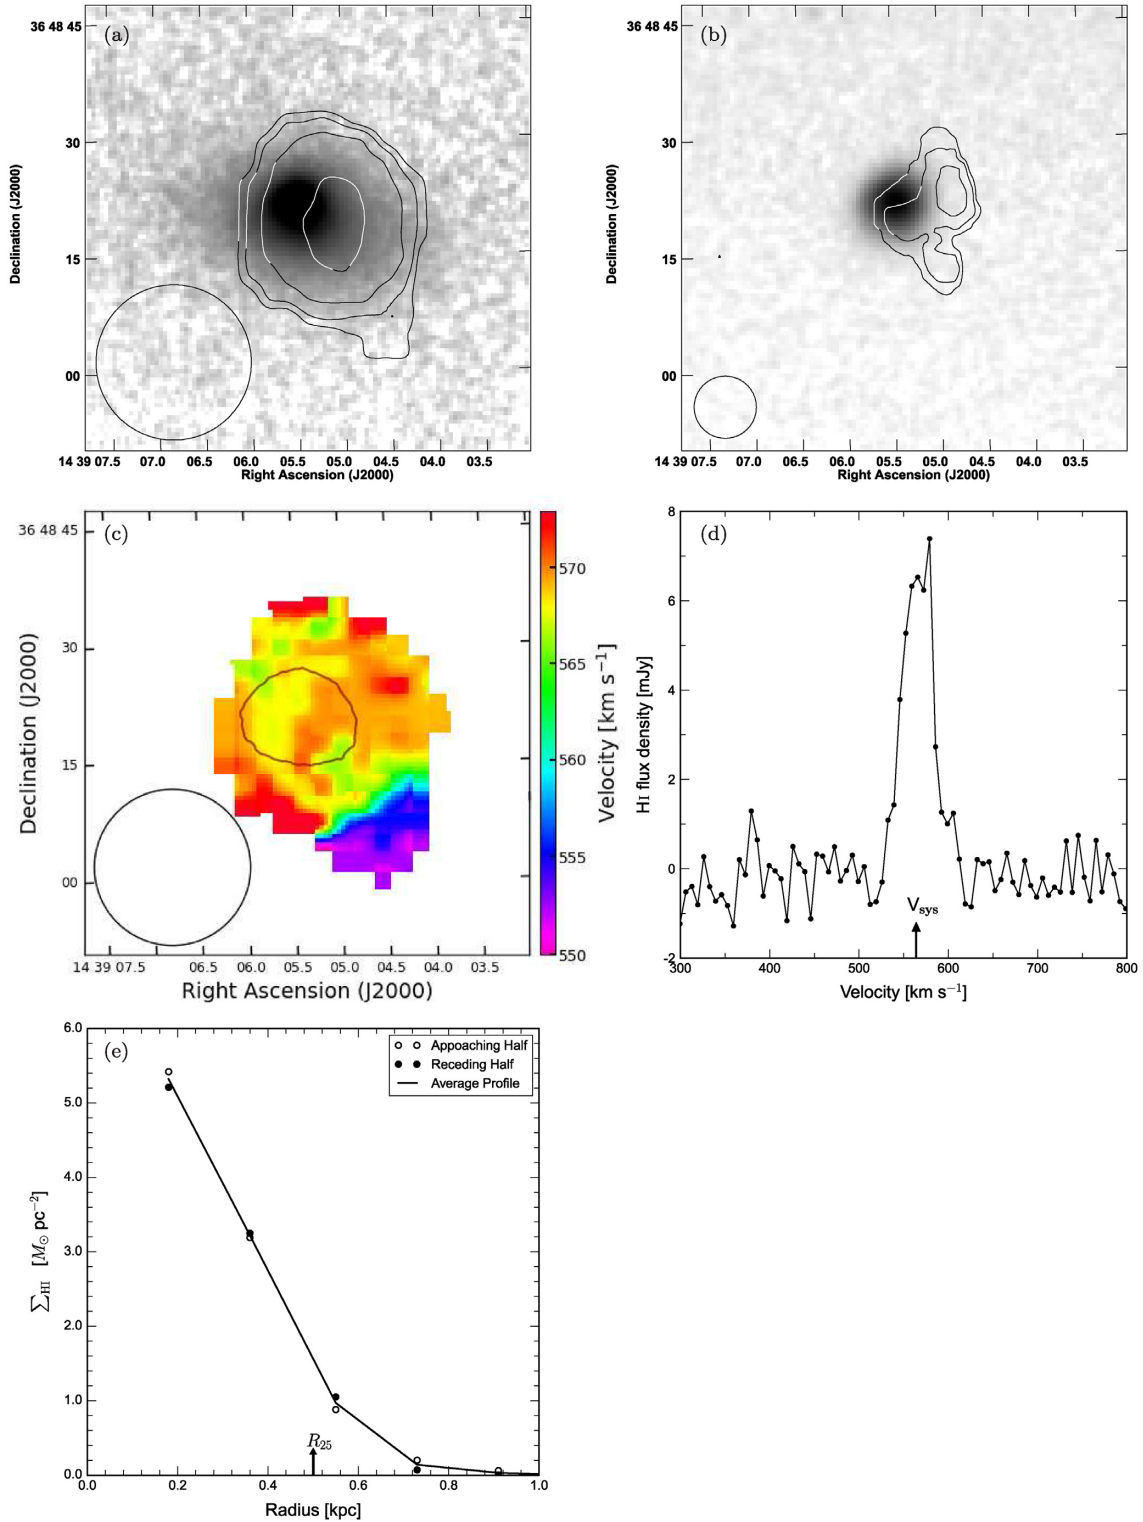 (a)
36 48 45
30
15
00
Declination (J2000)
14 39 07.5 07.0 06.5 06.0 05.5 05.0 04.5 04.0 03.5
Right Ascension (J2000)
(b)
36 48 45
30
15
00
Declination (J2000)
14 39 07.5 07.0 06.5 06.0 05.5 05.0 04.5 04.0 03.5
Right Ascension (J2000)
(c)
36 48 45
30
15
00
Declination (J2000)
14 39 07.5 06.5 06.0 05.5 05.0 04.5 04.0 03.5
Right Ascension (J2000)
570
565
560
555
550
Velocity [km s⁻¹]
(d)
8
6
4
2
0
-2
HI flux density [mJy]
Vsys
300 400 500 600 700 800
Velocity [km s⁻¹]
(e)
Appoaching Half
Receding Half
Average Profile
6.0
5.0
4.0
3.0
2.0
1.0
0.0
∑HI [M⊙ pc⁻²]
R₂₅
0.0 0.2 0.4 0.6 0.8 1.0
Radius [kpc]